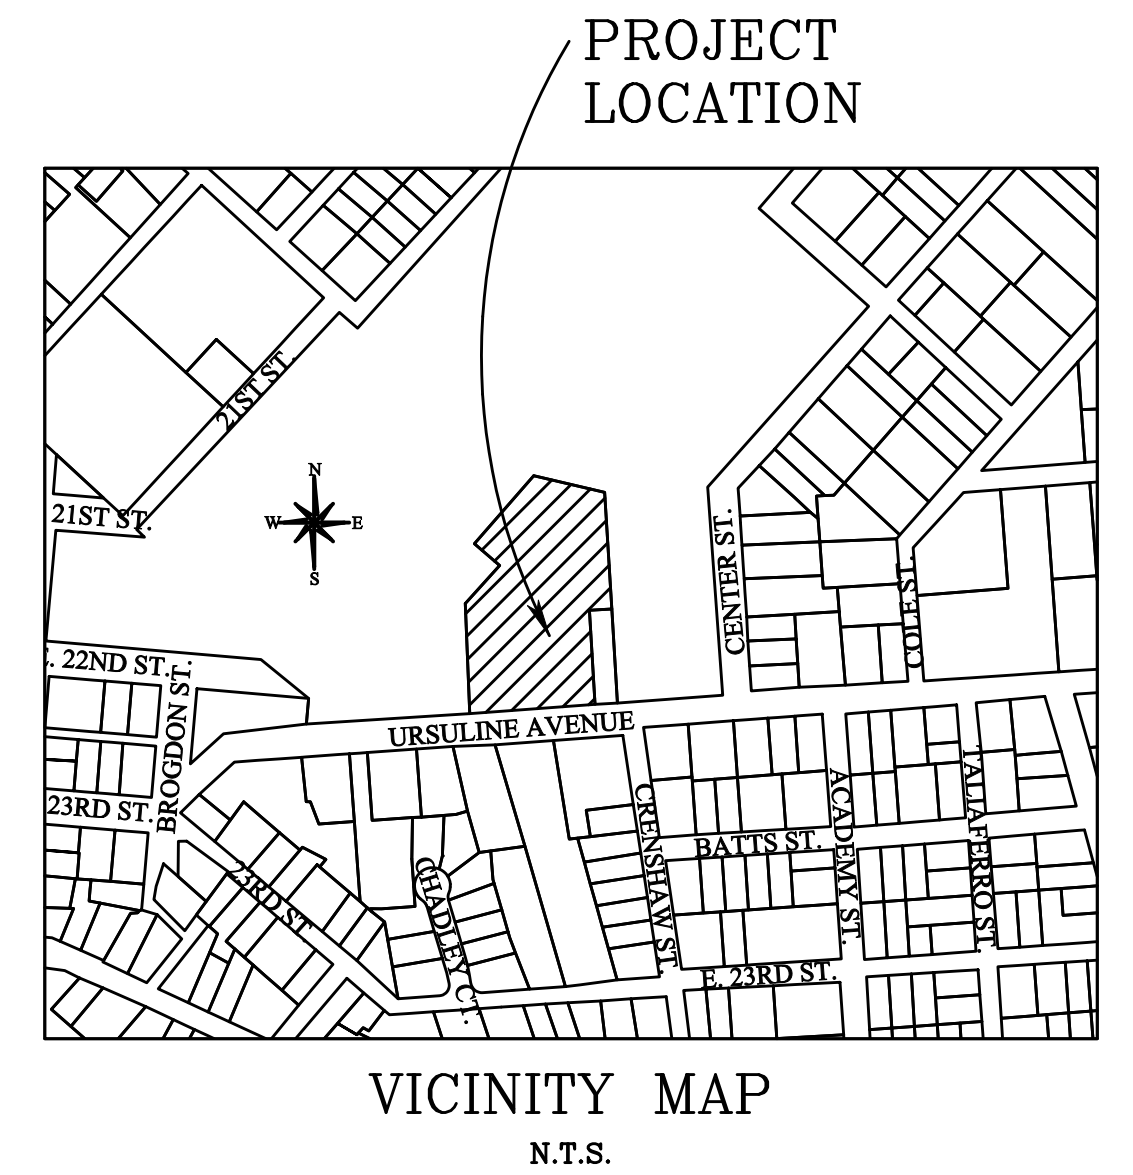 PROJECT
LOCATION
21ST ST.
N
W
E
S
21ST ST.
CENTER ST.
COLE ST.
E. 22ND ST.
BROGDON ST.
URSULINE AVENUE
23RD ST.
CRENSHAW ST.
ACADEMY ST.
TALIAFERRO ST.
BATTS ST.
23RD ST.
CHADLEY CT.
E. 23RD ST.
VICINITY MAP
N.T.S.